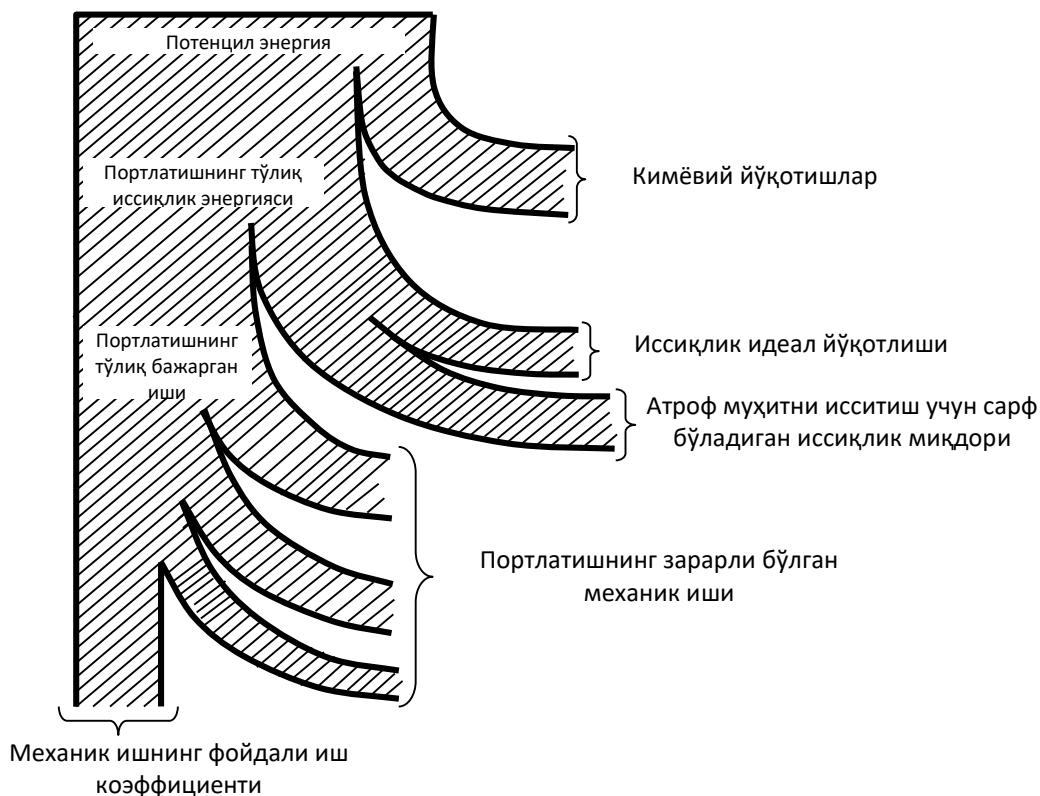 Потенцил энергия
Кимёвий йўқотишлар
Портлатишнинг тўлиқ
иссиқлик энергияси
Портлатишнинг
тўлиқ бажарган
иши
Иссиқлик идеал йўқотлиши
Атроф муҳитни иситиш учун сарф
бўладиган иссиқлик миқдори
Портлатишнинг зарарли бўлган
механик иши
Механик ишнинг фойдали иш
коэффициенти